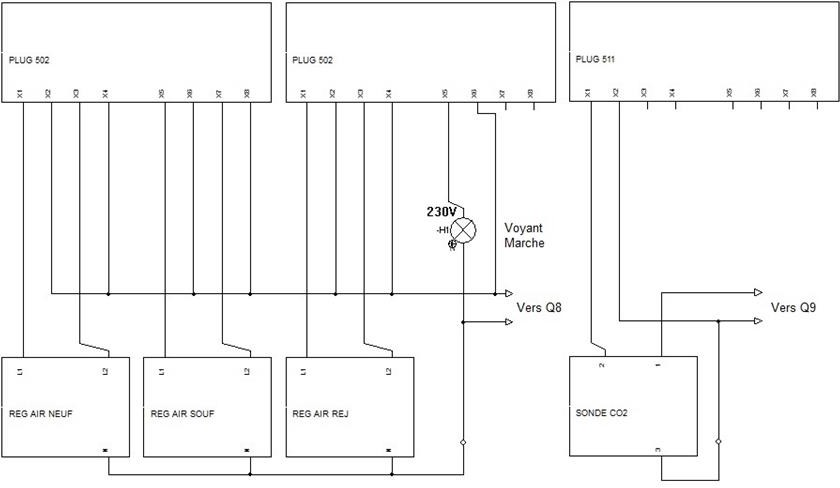 PLUG 502
PLUG 502
PLUG 511
X1 X2 X3 X4 X5 X6 X7 X8
X1 X2 X3 X4 X5 X6 X7 X8
X1 X2 X3 X4 X5 X6 X7 X8
230V
-H1
Voyant
Marche
Vers Q8
Vers Q9
L1 L2
L1 L2
L1 L2
2 1
REG AIR NEUF
REG AIR SOUF
REG AIR REJ
SONDE CO2
N
N
N
3